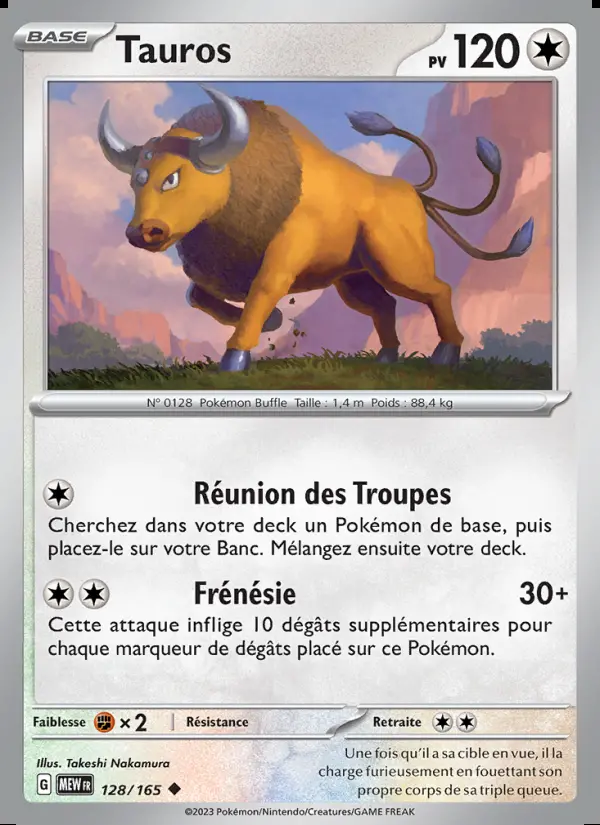 BASE Tauros PV 120
N° 0128 Pokémon Buffle Taille : 1,4 m Poids : 88,4 kg
Réunion des Troupes
Cherchez dans votre deck un Pokémon de base, puis
placez-le sur votre Banc. Mélangez ensuite votre deck.
Frénésie 30+
Cette attaque inflige 10 dégâts supplémentaires pour
chaque marqueur de dégâts placé sur ce Pokémon.
Faiblesse ×2 Résistance Retraite
Illus. Takeshi Nakamura
G MEW FR 128/165
Une fois qu'il a sa cible en vue, il la
charge furieusement en fouettant son
propre corps de sa triple queue.
©2023 Pokémon/Nintendo/Creatures/GAME FREAK